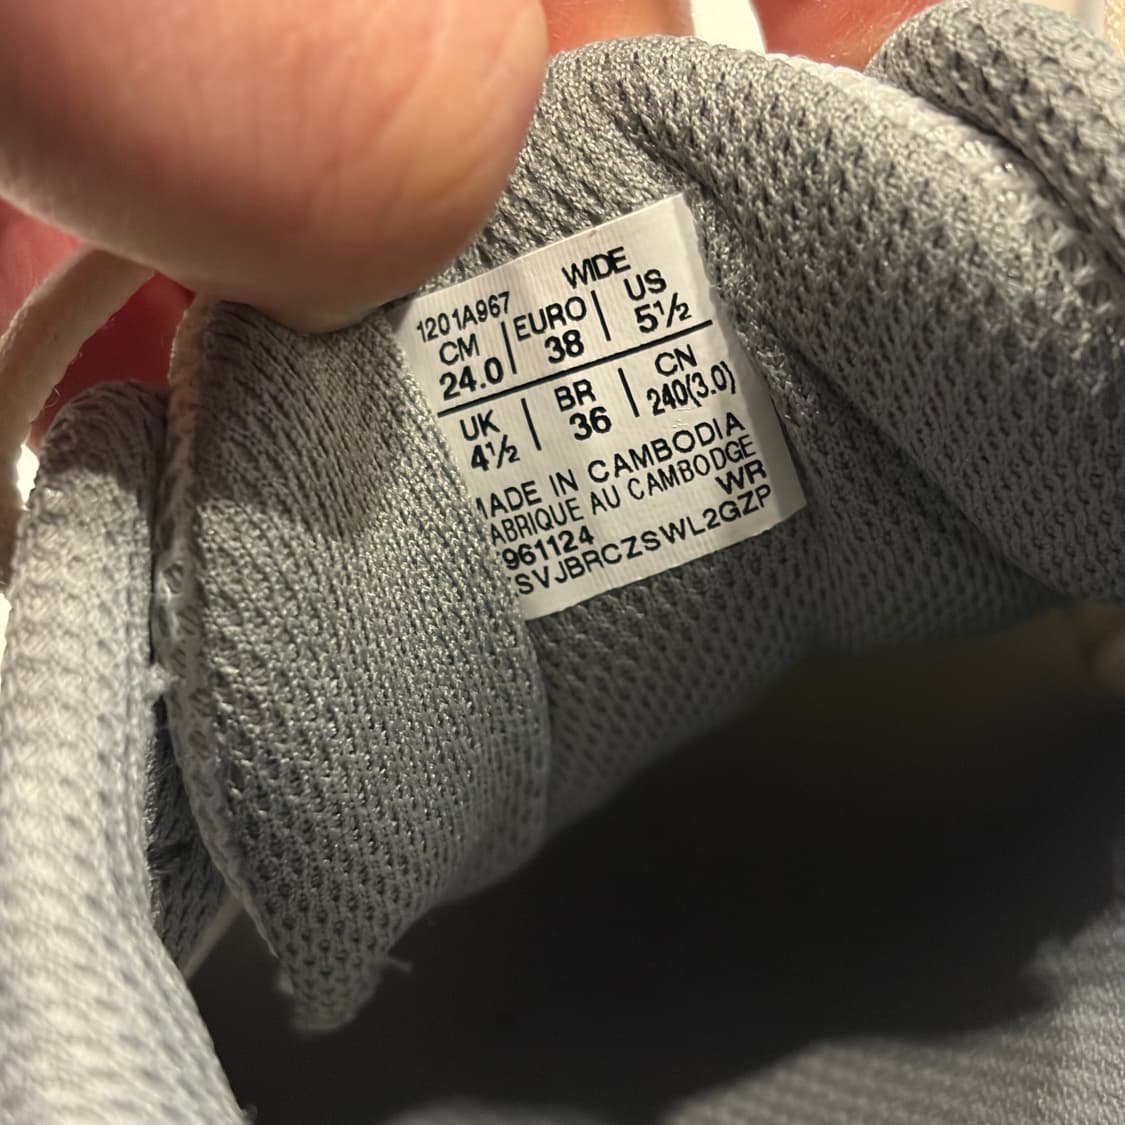 WIDE
1201A967
CM | EURO | US
24.0 | 38 | 5½
UK | BR | CN
4½ | 36 | 240(3.0)
MADE IN CAMBODIA
ABRIQUE AU CAMBODGE
WR
961124
SVJBRCZSWL2GZP